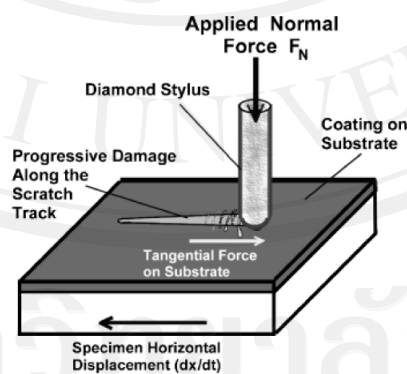 Applied Normal
Force F_N
Diamond Stylus
Coating on
Substrate
Progressive Damage
Along the
Scratch
Track
Tangential Force
on Substrate
Specimen Horizontal
Displacement (dx/dt)
I UNIVE